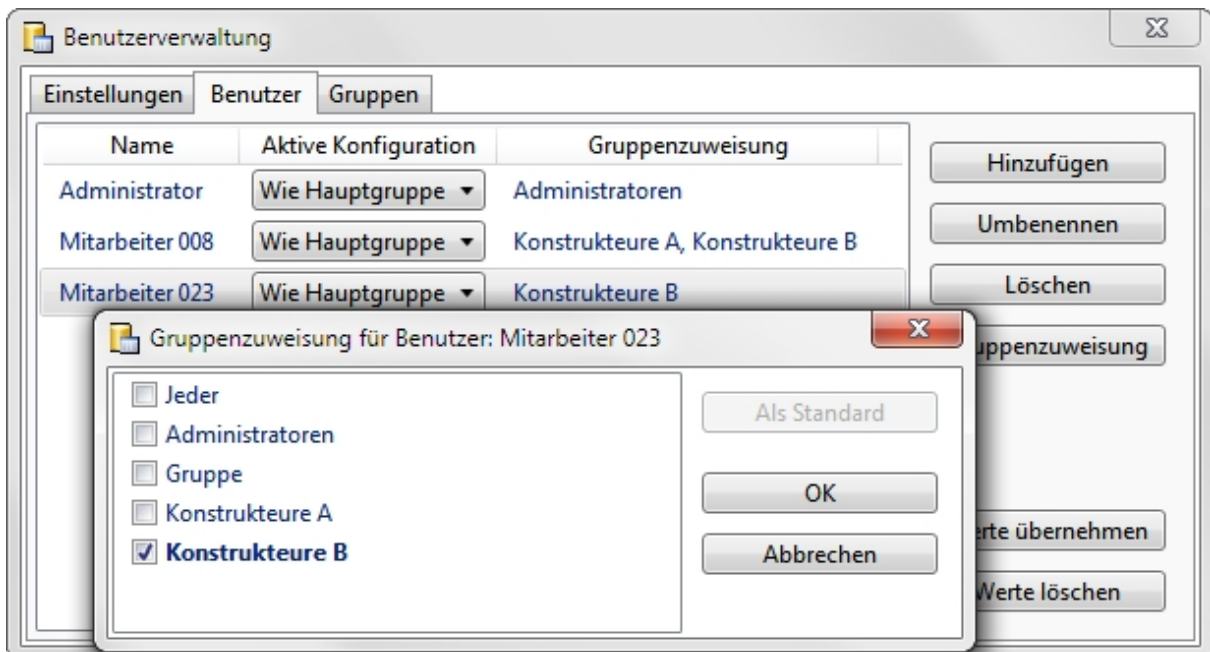 Benutzerverwaltung
Einstellungen Benutzer Gruppen
Name Aktive Konfiguration Gruppenzuweisung
Administrator Wie Hauptgruppe Administratoren
Mitarbeiter 008 Wie Hauptgruppe Konstrukteure A, Konstrukteure B
Mitarbeiter 023 Wie Hauptgruppe Konstrukteure B
Hinzufügen
Umbenennen
Löschen
uppenzuweisung
erte übernehmen
Werte löschen
Gruppenzuweisung für Benutzer: Mitarbeiter 023
Jeder
Administratoren
Gruppe
Konstrukteure A
Konstrukteure B
Als Standard
OK
Abbrechen